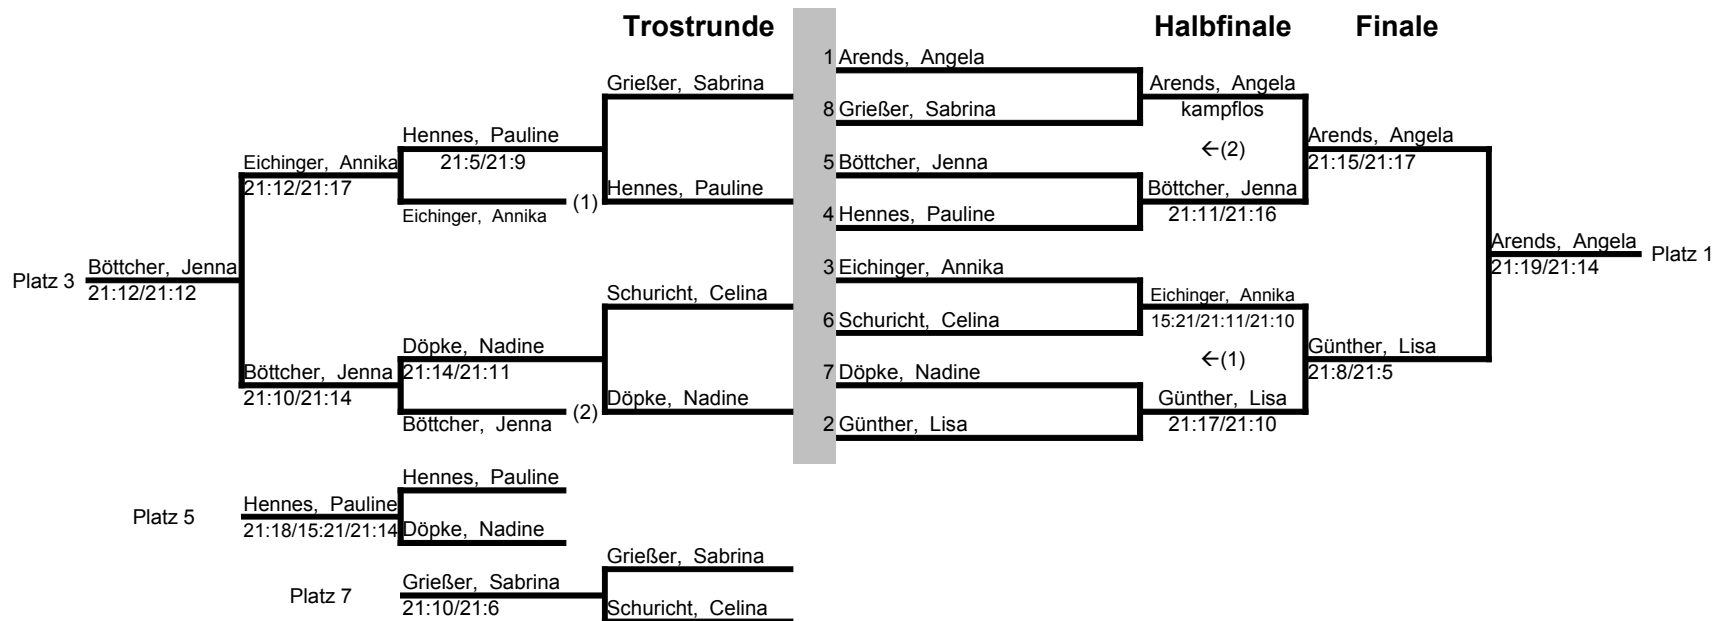 Trostrunde Halbfinale Finale
1 Arends, Angela
Grießer, Sabrina Arends, Angela
8 Grießer, Sabrina kampflos
Hennes, Pauline Arends, Angela
21:5/21:9 ←(2) 21:15/21:17
Eichinger, Annika 5 Böttcher, Jenna
21:12/21:17 Hennes, Pauline Böttcher, Jenna
(1)
Eichinger, Annika 4 Hennes, Pauline 21:11/21:16
Arends, Angela
Platz 1
21:19/21:14
Böttcher, Jenna 3 Eichinger, Annika
Platz 3
21:12/21:12
Schuricht, Celina Eichinger, Annika
6 Schuricht, Celina 15:21/21:11/21:10
Döpke, Nadine Günther, Lisa
←(1)
Böttcher, Jenna 21:14/21:11 7 Döpke, Nadine 21:8/21:5
21:10/21:14 Döpke, Nadine Günther, Lisa
(2)
Böttcher, Jenna 2 Günther, Lisa 21:17/21:10
Hennes, Pauline
Hennes, Pauline
Platz 5
21:18/15:21/21:14 Döpke, Nadine
Grießer, Sabrina
Grießer, Sabrina
Platz 7
21:10/21:6 Schuricht, Celina